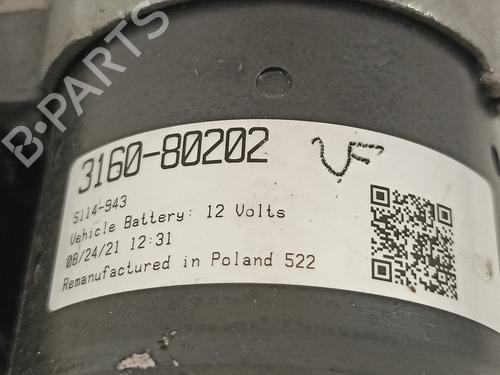 B-PARTS
3160-80202
VF
S114-943
Vehicle Battery: 12 Volts
08/24/21 12:31
Remanufactured in Poland 522